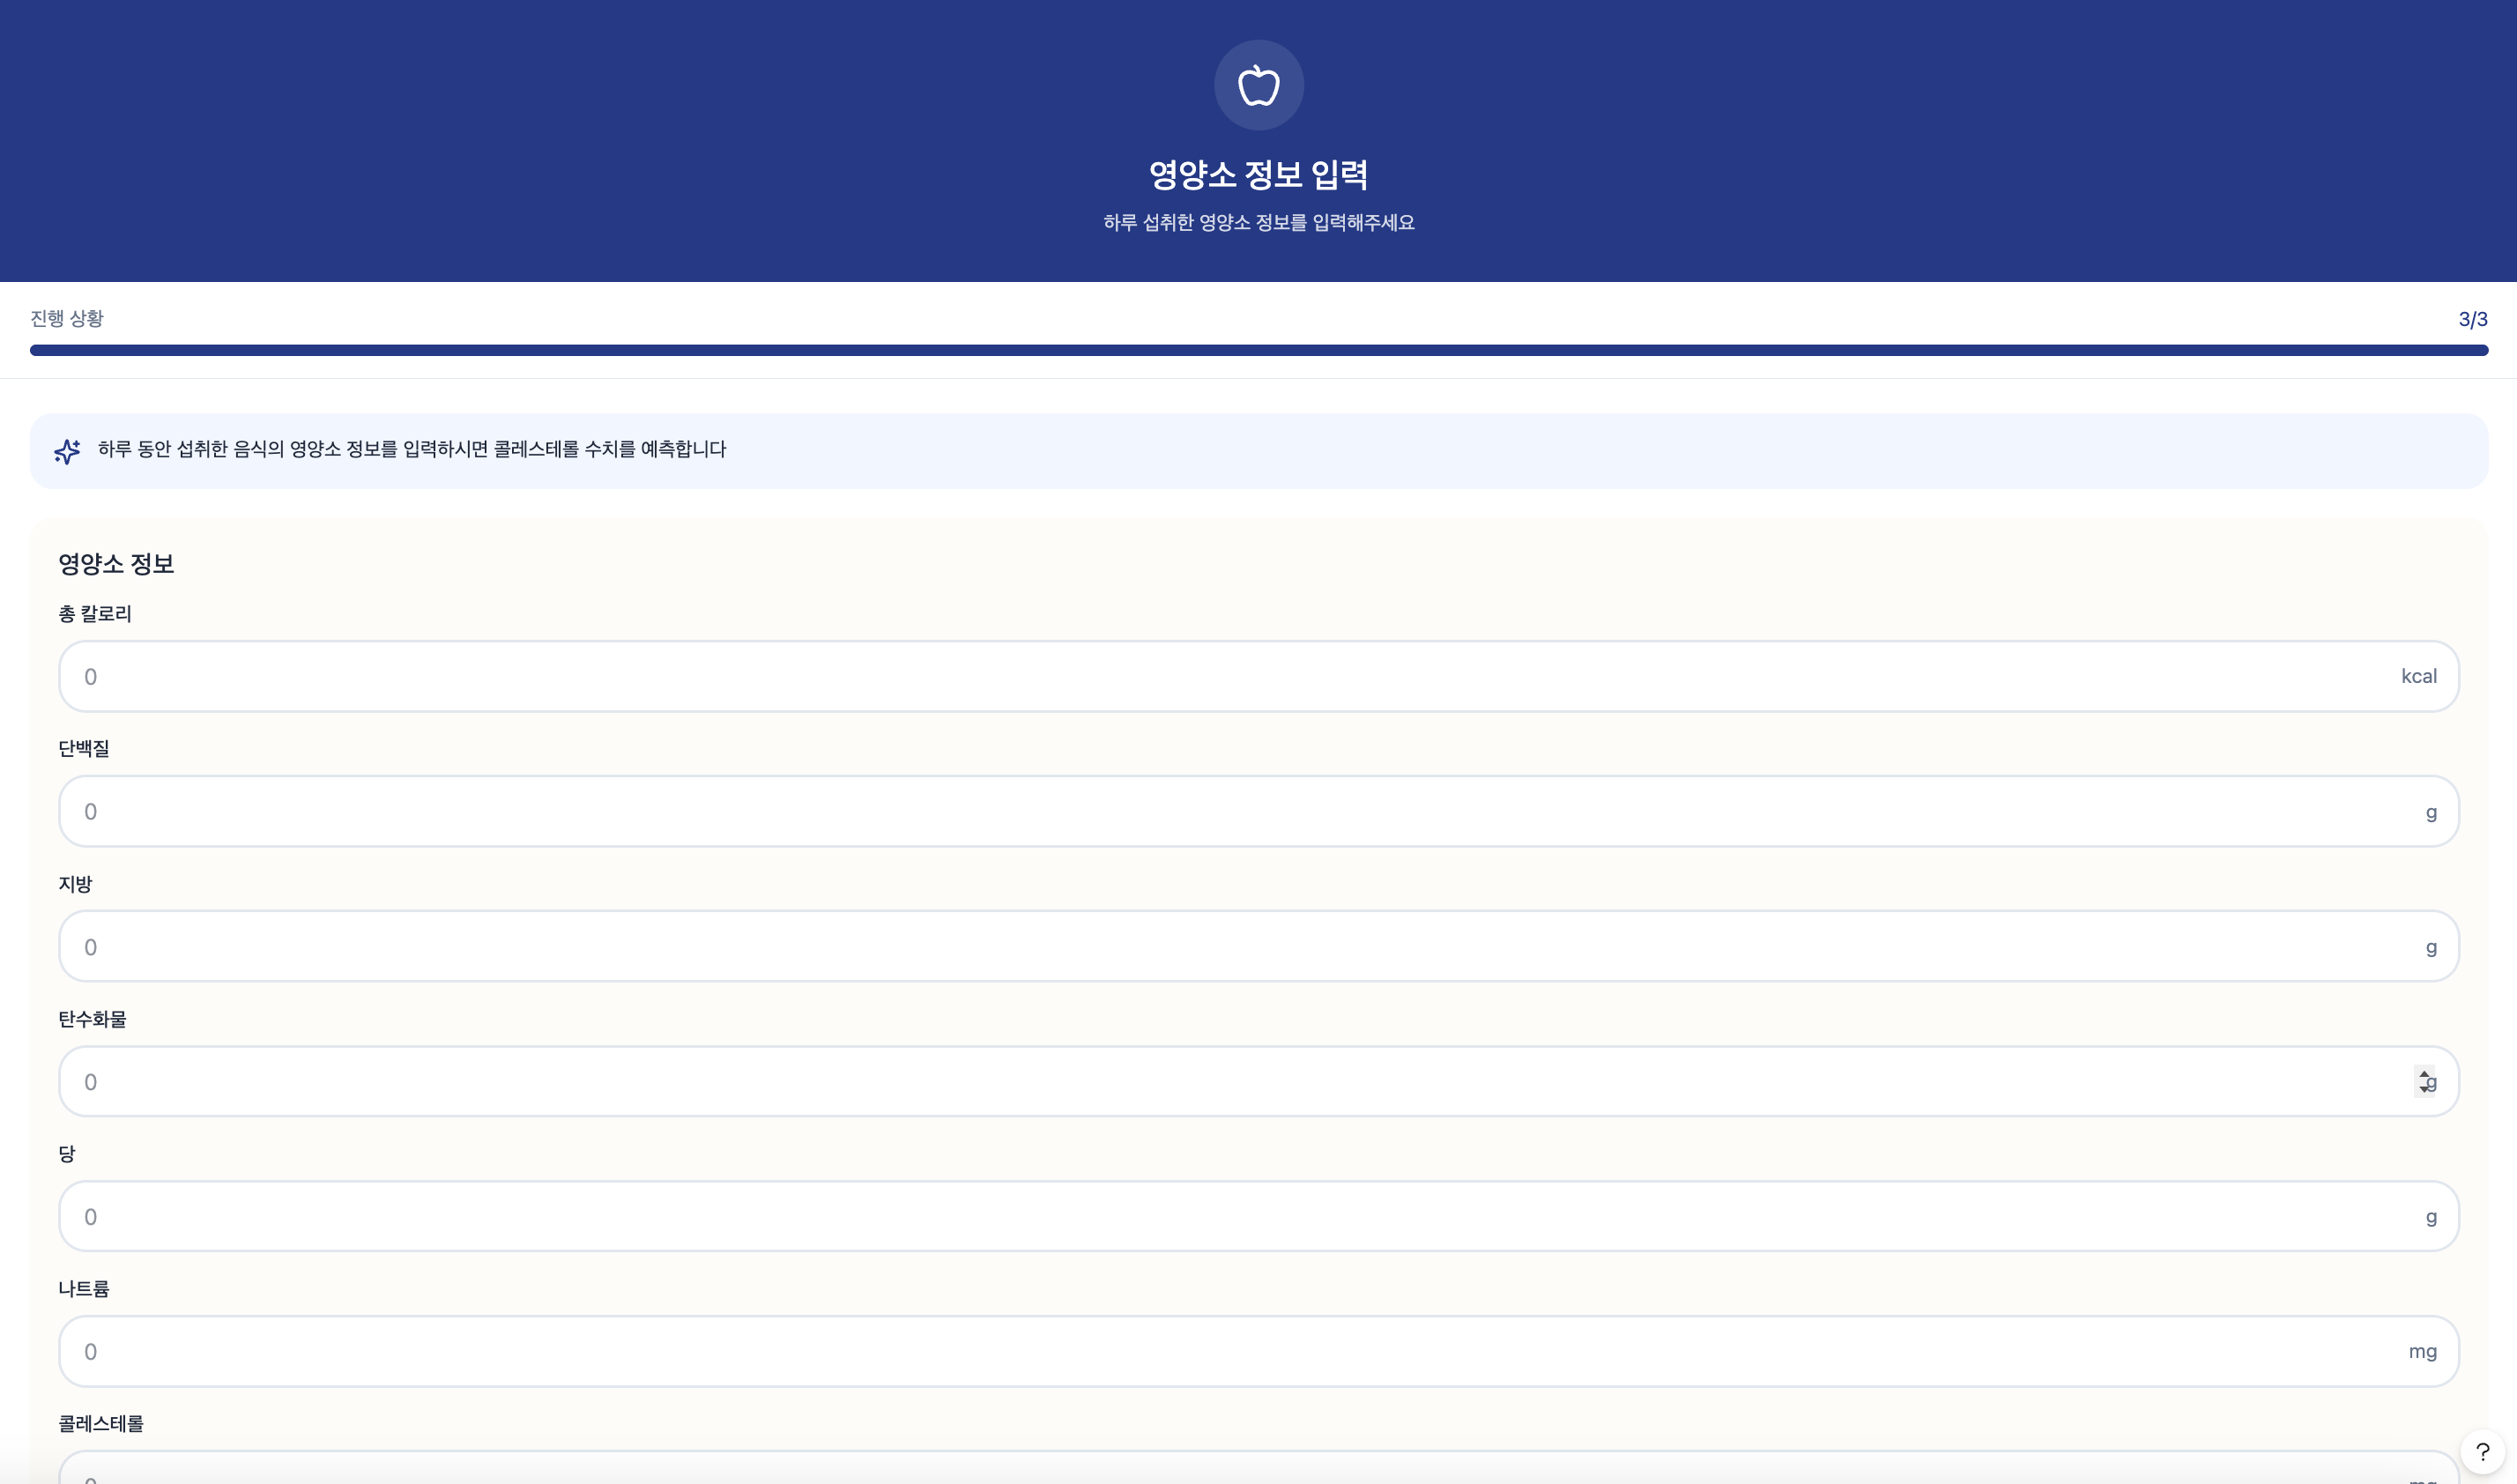 영양소 정보 입력
하루 섭취한 영양소 정보를 입력해주세요
진행 상황
3/3
하루 동안 섭취한 음식의 영양소 정보를 입력하시면 콜레스테롤 수치를 예측합니다
영양소 정보
총 칼로리
0 kcal
단백질
0 g
지방
0 g
탄수화물
0 g
당
0 g
나트륨
0 mg
콜레스테롤
0 mg
?